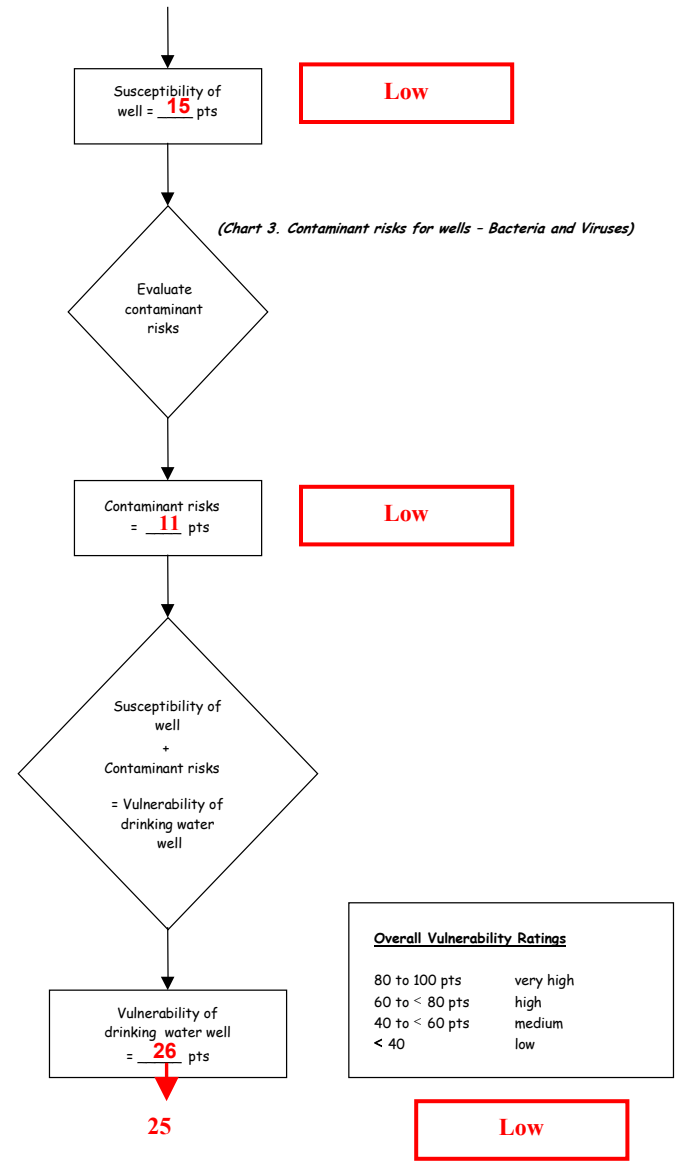 Susceptibility of
well = 15 pts
Low
(Chart 3. Contaminant risks for wells – Bacteria and Viruses)
Evaluate
contaminant
risks
Contaminant risks
= 11 pts
Low
Susceptibility of
well
+
Contaminant risks
= Vulnerability of
drinking water
well
Vulnerability of
drinking water well
= 26 pts
25
Overall Vulnerability Ratings
80 to 100 pts very high
60 to < 80 pts high
40 to < 60 pts medium
< 40 low
Low